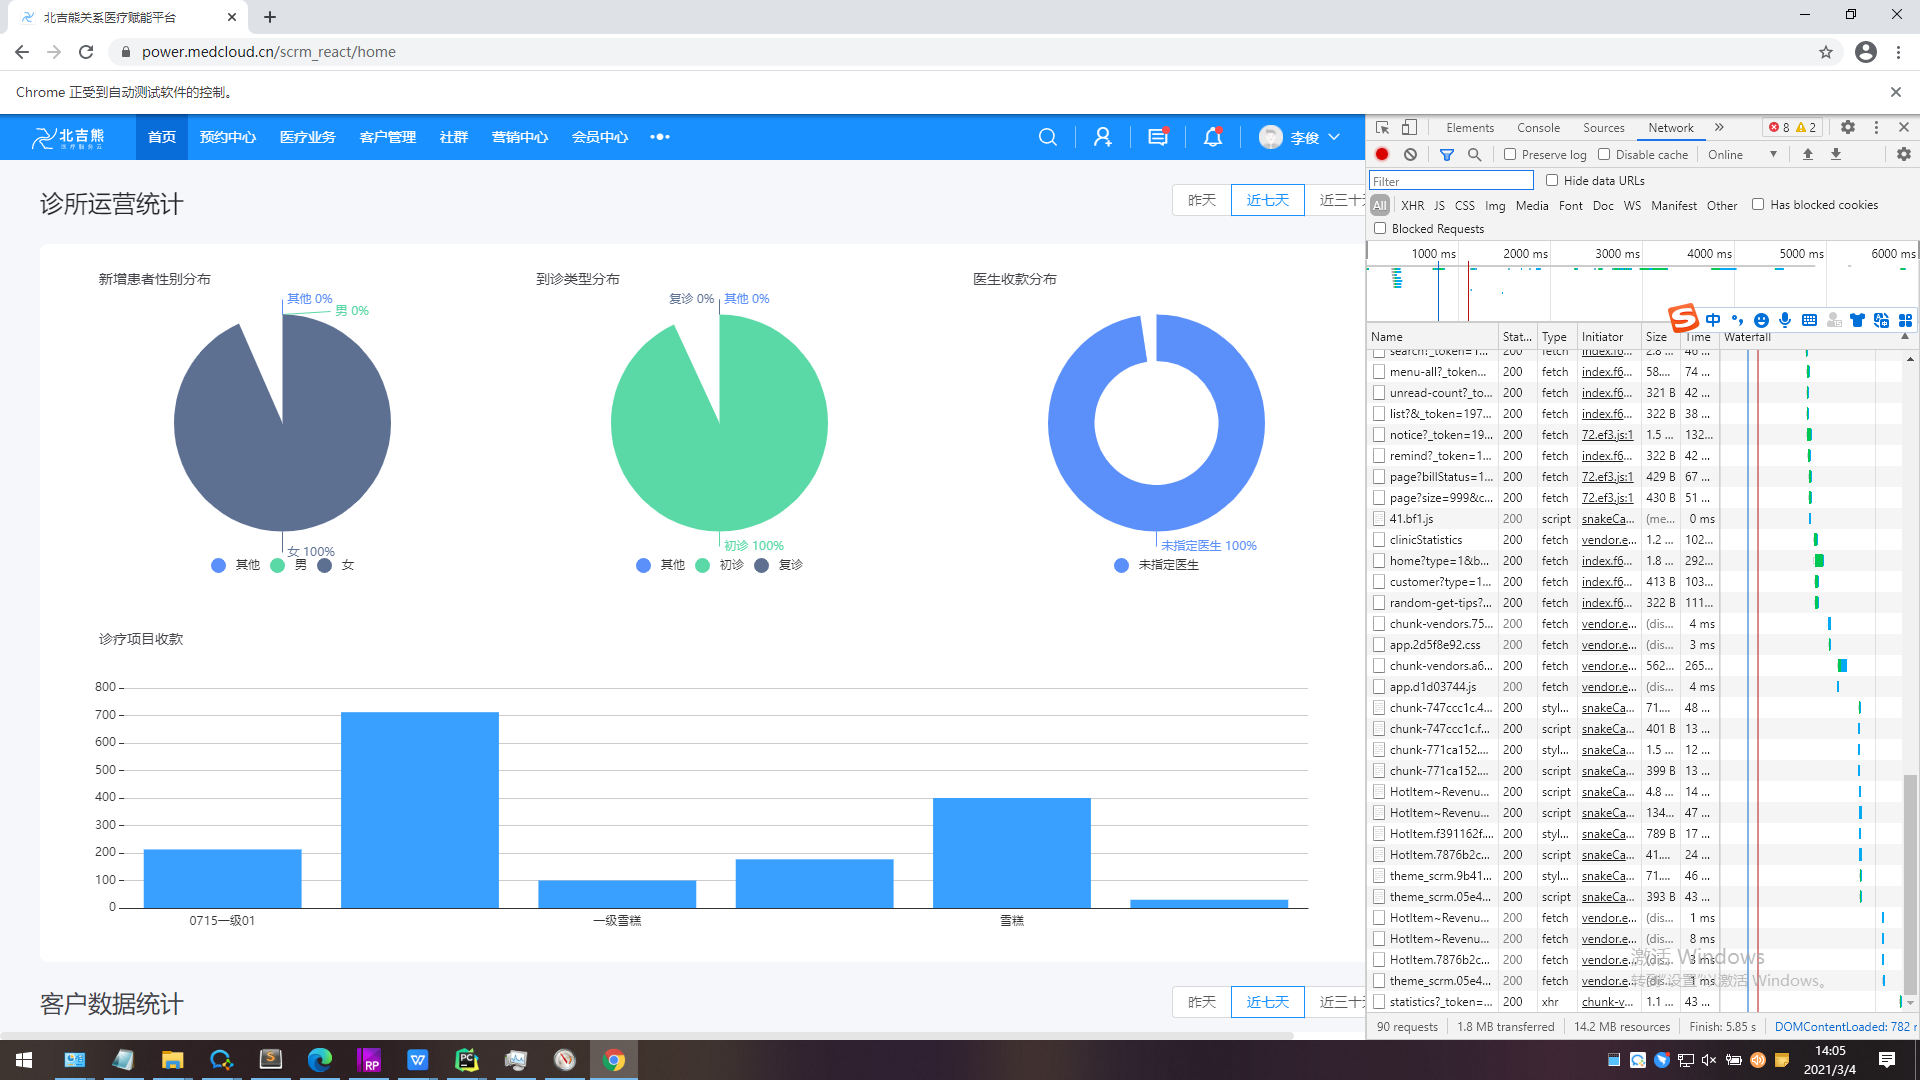 北吉熊关系医疗赋能平台
power.medcloud.cn/scrm_react/home
Chrome 正受到自动测试软件的控制。
北吉熊
医疗服务云
首页 预约中心 医疗业务 客户管理 社群 营销中心 会员中心 李俊
诊所运营统计
昨天 近七天 近三十天
新增患者性别分布
到诊类型分布
医生收款分布
其他 0%
男 0%
女 100%
其他 男 女
复诊 0% 其他 0%
初诊 100%
其他 初诊 复诊
未指定医生 100%
未指定医生
诊疗项目收款
800
700
600
500
400
300
200
100
0
0715一级01 一级雪糕 雪糕
客户数据统计
昨天 近七天 近三十天
Elements Console Sources Network 8 2
Preserve log Disable cache Online
Filter Hide data URLs
All XHR JS CSS Img Media Font Doc WS Manifest Other Has blocked cookies
Blocked Requests
1000 ms 2000 ms 3000 ms 4000 ms 5000 ms 6000 ms
中
Name Stat... Type Initiator Size Time Waterfall
search?_token=1... 200 fetch index.f6... 2.8 ... 46 ...
menu-all?_token... 200 fetch index.f6... 58.... 74 ...
unread-count?_to... 200 fetch index.f6... 321 B 42 ...
list?&_token=197... 200 fetch index.f6... 322 B 38 ...
notice?_token=19... 200 fetch 72.ef3.js:1 1.5 ... 132...
remind?_token=1... 200 fetch index.f6... 322 B 42 ...
page?billStatus=1... 200 fetch 72.ef3.js:1 429 B 67 ...
page?size=999&c... 200 fetch 72.ef3.js:1 430 B 51 ...
41.bf1.js 200 script snakeCa... (me... 0 ms
clinicStatistics 200 fetch vendor.e... 1.2 ... 102...
home?type=1&b... 200 fetch index.f6... 1.8 ... 292...
customer?type=1... 200 fetch index.f6... 413 B 103...
random-get-tips?... 200 fetch index.f6... 322 B 111...
chunk-vendors.75... 200 fetch vendor.e... (dis... 4 ms
app.2d5f8e92.css 200 fetch vendor.e... (dis... 3 ms
chunk-vendors.a6... 200 fetch vendor.e... 562... 265...
app.d1d03744.js 200 fetch vendor.e... (dis... 4 ms
chunk-747ccc1c.4... 200 styl... snakeCa... 71.... 48 ...
chunk-747ccc1c.f... 200 script snakeCa... 401 B 13 ...
chunk-771ca152.... 200 styl... snakeCa... 1.5 ... 12 ...
chunk-771ca152.... 200 script snakeCa... 399 B 13 ...
HotItem~Revenu... 200 script snakeCa... 4.8 ... 14 ...
HotItem~Revenu... 200 script snakeCa... 134... 47 ...
HotItem.f391162f.... 200 styl... snakeCa... 789 B 17 ...
HotItem.7876b2c... 200 script snakeCa... 41.... 24 ...
theme_scrm.9b41... 200 styl... snakeCa... 71.... 46 ...
theme_scrm.05e4... 200 script snakeCa... 393 B 43 ...
HotItem~Revenu... 200 fetch vendor.e... (dis... 1 ms
HotItem~Revenu... 200 fetch vendor.e... (dis... 8 ms
HotItem.7876b2c... 200 fetch vendor.e... (dis... 3 ms
theme_scrm.05e4... 200 fetch vendor.e... (dis... 1 ms
statistics?_token=... 200 xhr chunk-v... 1.1 ... 43 ...
激活 Windows
转到“设置”以激活 Windows。
90 requests 1.8 MB transferred 14.2 MB resources Finish: 5.85 s DOMContentLoaded: 782
14:05
2021/3/4